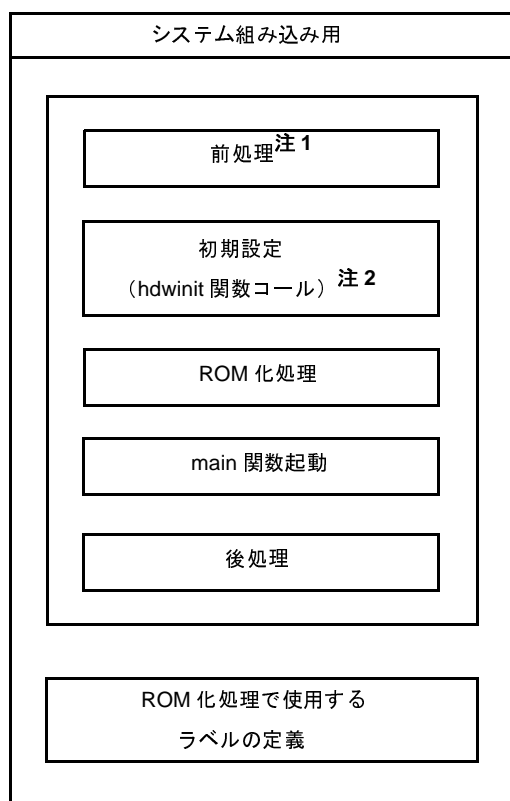 システム組み込み用
前処理注1
初期設定
（hdwinit 関数コール）注2
ROM 化処理
main 関数起動
後処理
ROM 化処理で使用する
ラベルの定義